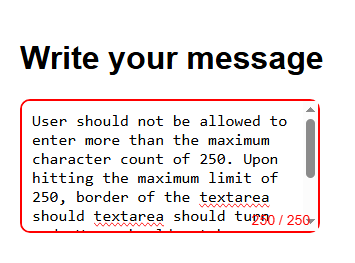 Write your message
User should not be allowed to
enter more than the maximum
character count of 250. Upon
hitting the maximum limit of
250, border of the textarea
should textarea should turn
250 / 250